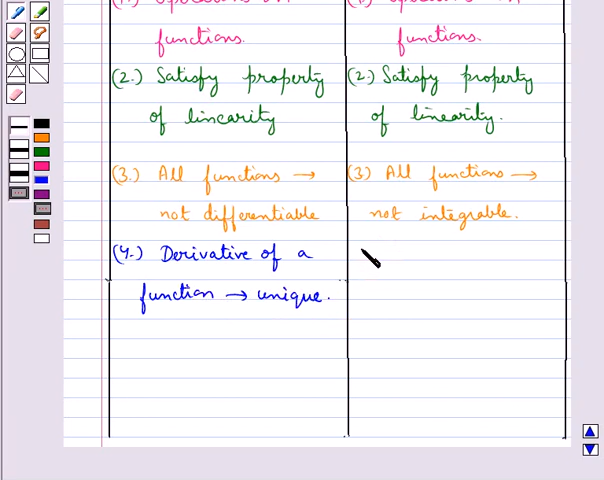 functions.
functions.
(2.) Satisfy property
of linearity
(2.) Satisfy property
of linearity.
(3.) All functions →
not differentiable
(3) All functions →
not integrable.
(4.) Derivative of a
function → unique.